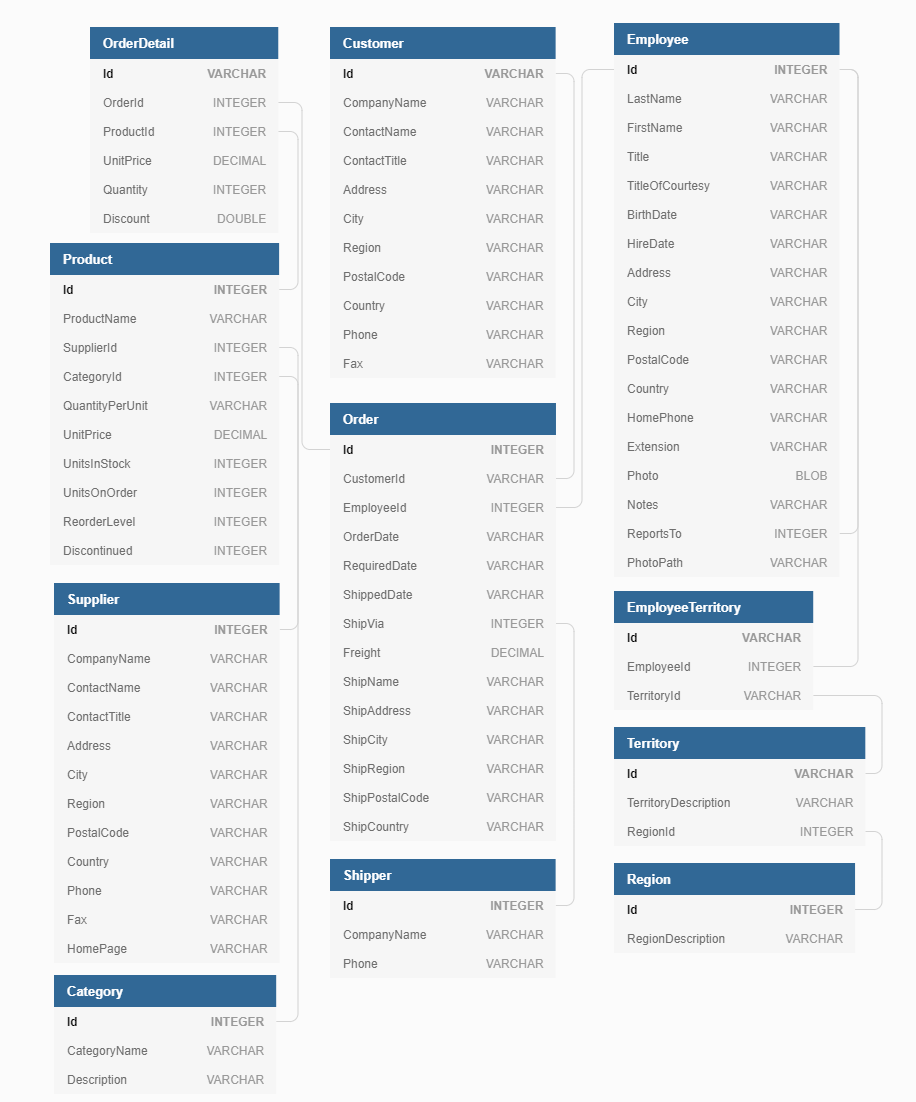 OrderDetail
Id VARCHAR
OrderId INTEGER
ProductId INTEGER
UnitPrice DECIMAL
Quantity INTEGER
Discount DOUBLE
Product
Id INTEGER
ProductName VARCHAR
SupplierId INTEGER
CategoryId INTEGER
QuantityPerUnit VARCHAR
UnitPrice DECIMAL
UnitsInStock INTEGER
UnitsOnOrder INTEGER
ReorderLevel INTEGER
Discontinued INTEGER
Supplier
Id INTEGER
CompanyName VARCHAR
ContactName VARCHAR
ContactTitle VARCHAR
Address VARCHAR
City VARCHAR
Region VARCHAR
PostalCode VARCHAR
Country VARCHAR
Phone VARCHAR
Fax VARCHAR
HomePage VARCHAR
Category
Id INTEGER
CategoryName VARCHAR
Description VARCHAR
Customer
Id VARCHAR
CompanyName VARCHAR
ContactName VARCHAR
ContactTitle VARCHAR
Address VARCHAR
City VARCHAR
Region VARCHAR
PostalCode VARCHAR
Country VARCHAR
Phone VARCHAR
Fax VARCHAR
Order
Id INTEGER
CustomerId VARCHAR
EmployeeId INTEGER
OrderDate VARCHAR
RequiredDate VARCHAR
ShippedDate VARCHAR
ShipVia INTEGER
Freight DECIMAL
ShipName VARCHAR
ShipAddress VARCHAR
ShipCity VARCHAR
ShipRegion VARCHAR
ShipPostalCode VARCHAR
ShipCountry VARCHAR
Shipper
Id INTEGER
CompanyName VARCHAR
Phone VARCHAR
Employee
Id INTEGER
LastName VARCHAR
FirstName VARCHAR
Title VARCHAR
TitleOfCourtesy VARCHAR
BirthDate VARCHAR
HireDate VARCHAR
Address VARCHAR
City VARCHAR
Region VARCHAR
PostalCode VARCHAR
Country VARCHAR
HomePhone VARCHAR
Extension VARCHAR
Photo BLOB
Notes VARCHAR
ReportsTo INTEGER
PhotoPath VARCHAR
EmployeeTerritory
Id VARCHAR
EmployeeId INTEGER
TerritoryId VARCHAR
Territory
Id VARCHAR
TerritoryDescription VARCHAR
RegionId INTEGER
Region
Id INTEGER
RegionDescription VARCHAR